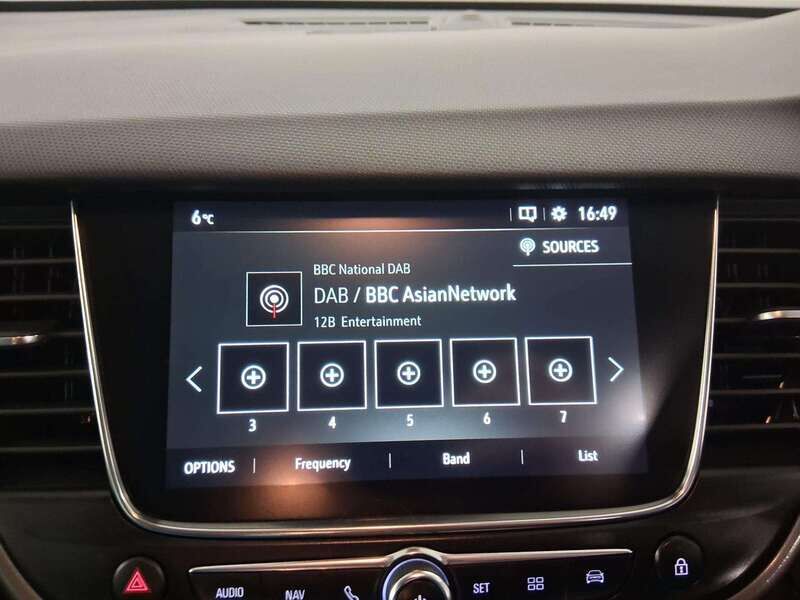 6°C 16:49
SOURCES
BBC National DAB
DAB / BBC AsianNetwork
12B Entertainment
3 4 5 6 7
OPTIONS Frequency Band List
AUDIO NAV SET